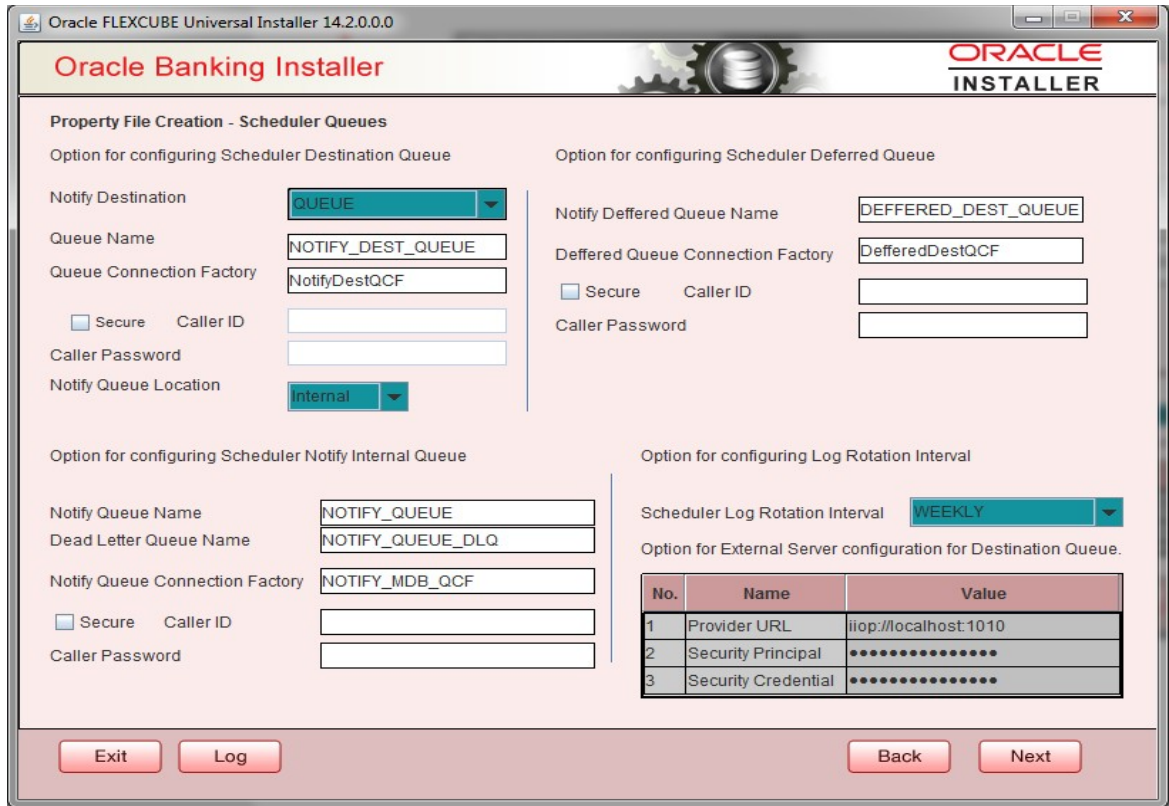 Oracle FLEXCUBE Universal Installer 14.2.0.0.0
Oracle Banking Installer
ORACLE
INSTALLER
Property File Creation - Scheduler Queues
Option for configuring Scheduler Destination Queue
Notify Destination QUEUE
Queue Name NOTIFY_DEST_QUEUE
Queue Connection Factory NotifyDestQCF
Secure Caller ID
Caller Password
Notify Queue Location Internal
Option for configuring Scheduler Deferred Queue
Notify Deffered Queue Name DEFFERED_DEST_QUEUE
Deffered Queue Connection Factory DefferedDestQCF
Secure Caller ID
Caller Password
Option for configuring Scheduler Notify Internal Queue
Notify Queue Name NOTIFY_QUEUE
Dead Letter Queue Name NOTIFY_QUEUE_DLQ
Notify Queue Connection Factory NOTIFY_MDB_QCF
Secure Caller ID
Caller Password
Option for configuring Log Rotation Interval
Scheduler Log Rotation Interval WEEKLY
Option for External Server configuration for Destination Queue.
No. Name Value
1 Provider URL iiop://localhost:1010
2 Security Principal •••••••••••••••
3 Security Credential •••••••••••••••
Exit Log Back Next